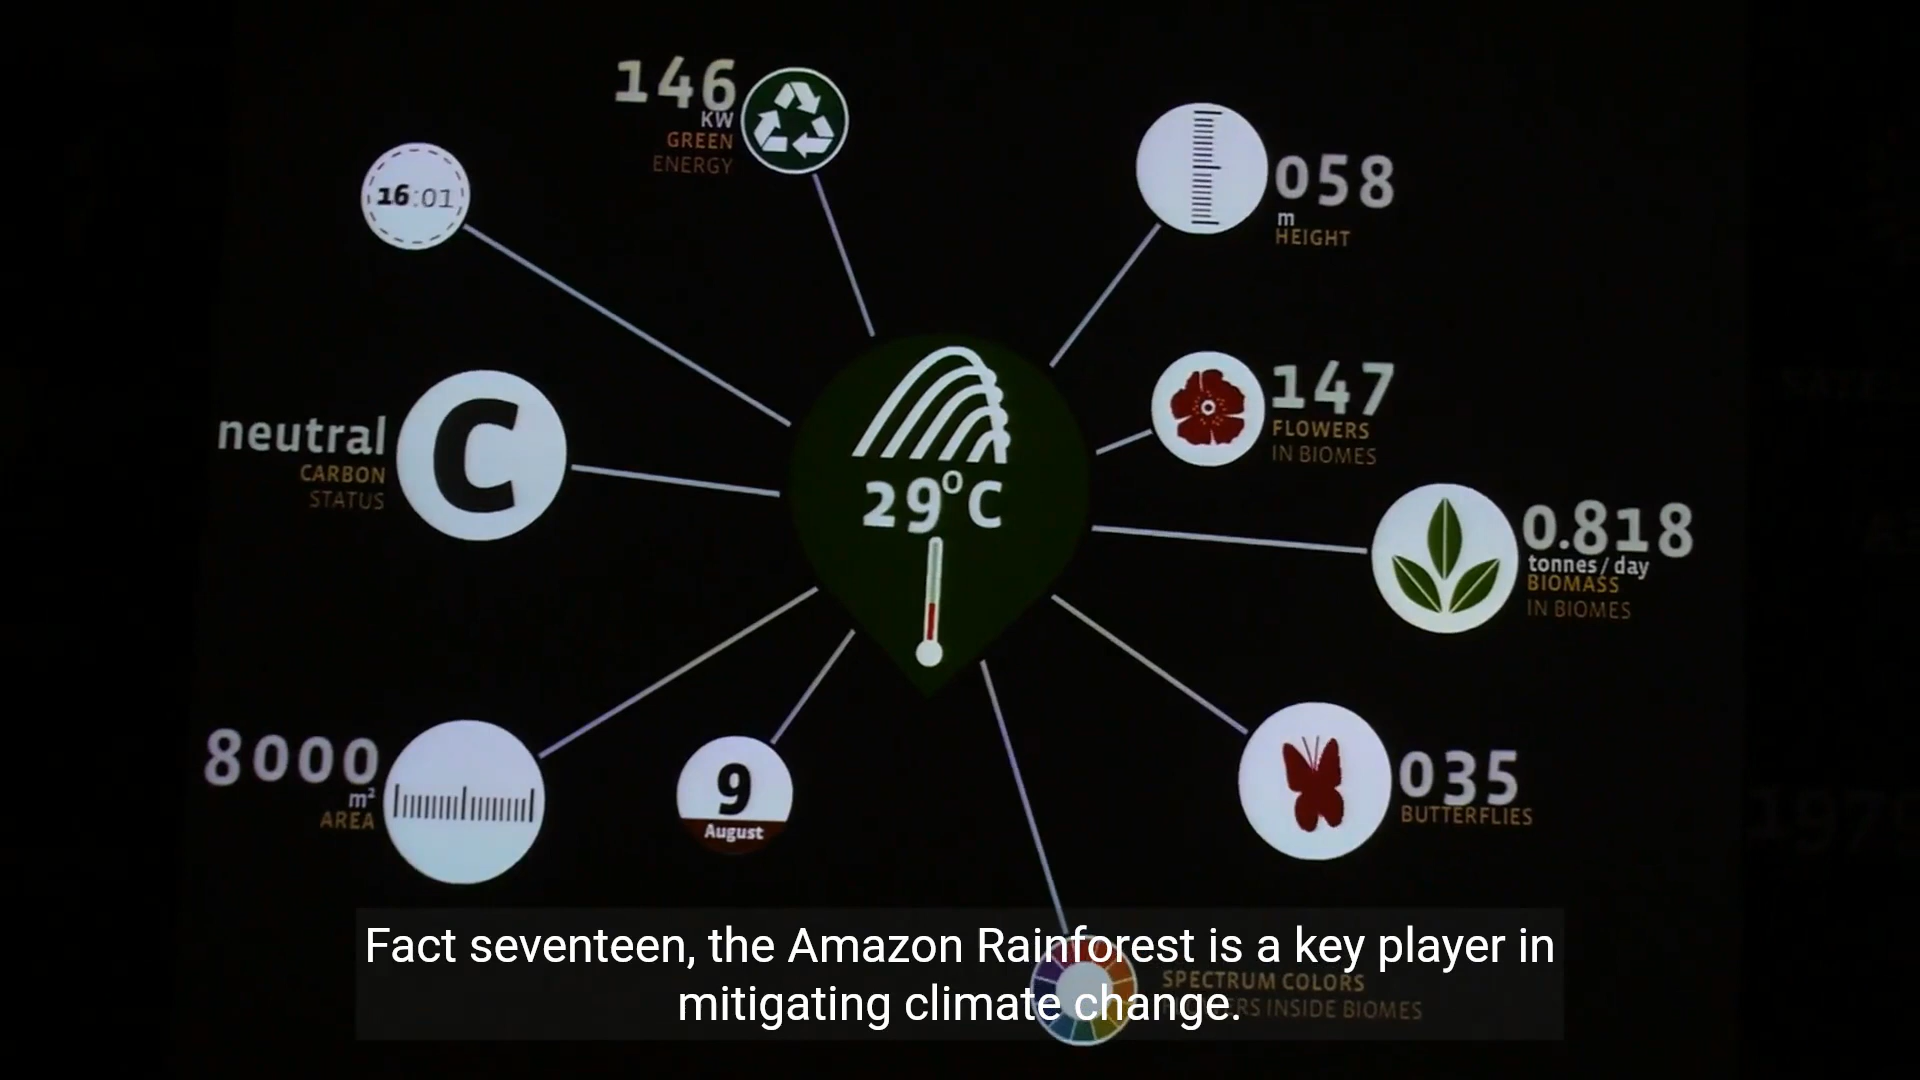 146
KW
GREEN
ENERGY
16:01
058
m
HEIGHT
147
FLOWERS
IN BIOMES
neutral
CARBON
STATUS
C
29°C
0.818
tonnes/day
BIOMASS
IN BIOMES
8000
m²
AREA
9
August
035
BUTTERFLIES
SPECTRUM COLORS
INSIDE BIOMES
Fact seventeen, the Amazon Rainforest is a key player in
mitigating climate change.